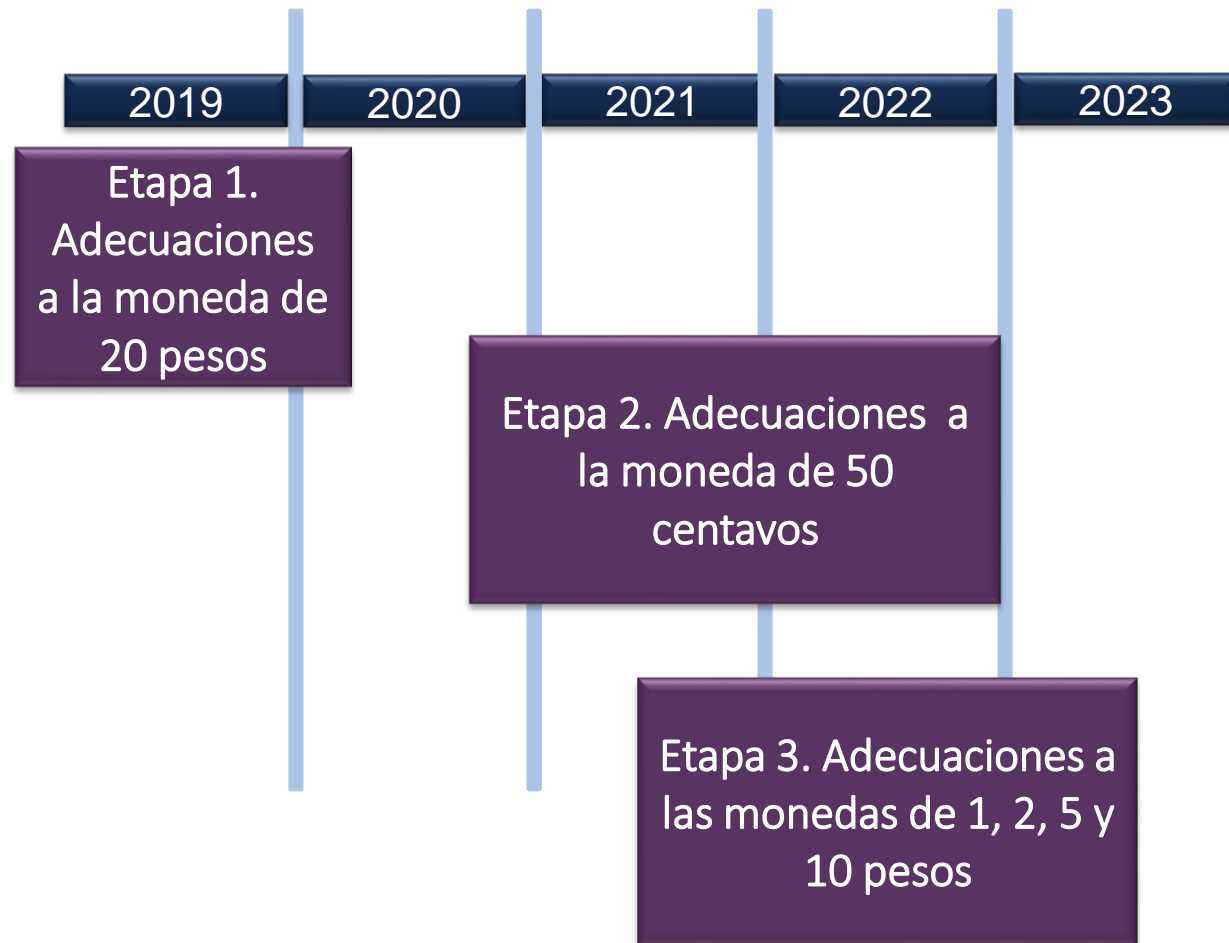 2019
2020
2021
2022
2023
Etapa 1.
Adecuaciones
a la moneda de
20 pesos
Etapa 2. Adecuaciones  a
la moneda de 50
centavos
Etapa 3. Adecuaciones a
las monedas de 1, 2, 5 y
10 pesos